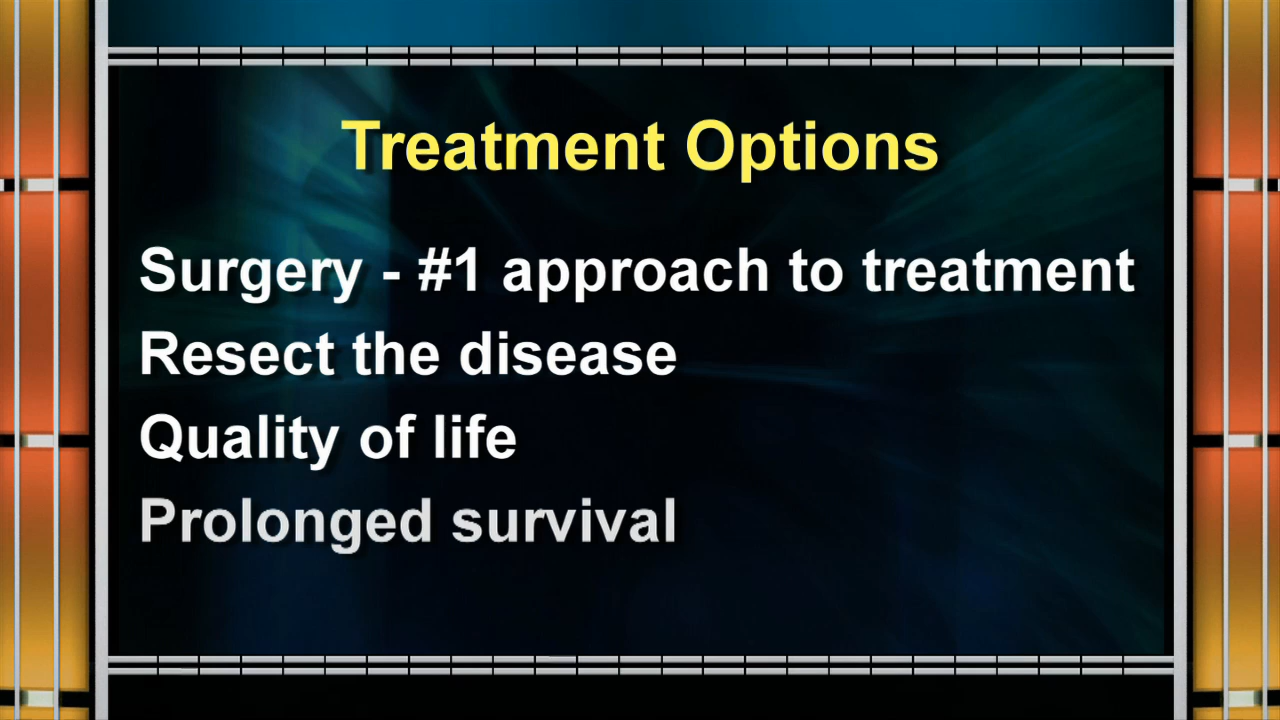 Treatment Options
Surgery - #1 approach to treatment
Resect the disease
Quality of life
Prolonged survival